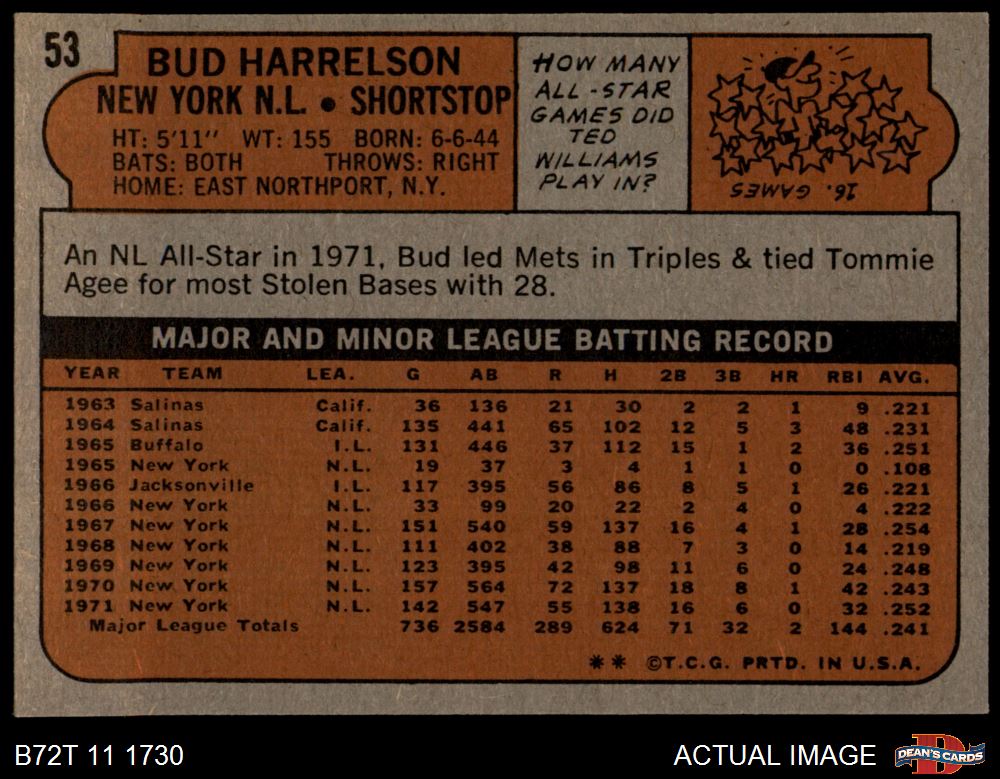 53
BUD HARRELSON
NEW YORK N.L. • SHORTSTOP
HT: 5'11" WT: 155 BORN: 6-6-44
BATS: BOTH THROWS: RIGHT
HOME: EAST NORTHPORT, N.Y.
HOW MANY
ALL-STAR
GAMES DID
TED
WILLIAMS
PLAY IN?
16. GAMES
An NL All-Star in 1971, Bud led Mets in Triples & tied Tommie
Agee for most Stolen Bases with 28.
MAJOR AND MINOR LEAGUE BATTING RECORD
YEAR TEAM LEA. G AB R H 2B 3B HR RBI AVG.
1963 Salinas Calif. 36 136 21 30 2 2 1 9 .221
1964 Salinas Calif. 135 441 65 102 12 5 3 48 .231
1965 Buffalo I.L. 131 446 37 112 15 1 2 36 .251
1965 New York N.L. 19 37 3 4 1 1 0 0 .108
1966 Jacksonville I.L. 117 395 56 86 8 5 1 26 .221
1966 New York N.L. 33 99 20 22 2 4 0 4 .222
1967 New York N.L. 151 540 59 137 16 4 1 28 .254
1968 New York N.L. 111 402 38 88 7 3 0 14 .219
1969 New York N.L. 123 395 42 98 11 6 0 24 .248
1970 New York N.L. 157 564 72 137 18 8 1 42 .243
1971 New York N.L. 142 547 55 138 16 6 0 32 .252
Major League Totals 736 2584 289 624 71 32 2 144 .241
** ©T.C.G. PRTD. IN U.S.A.
B72T 11 1730
ACTUAL IMAGE
DEAN'S CARDS